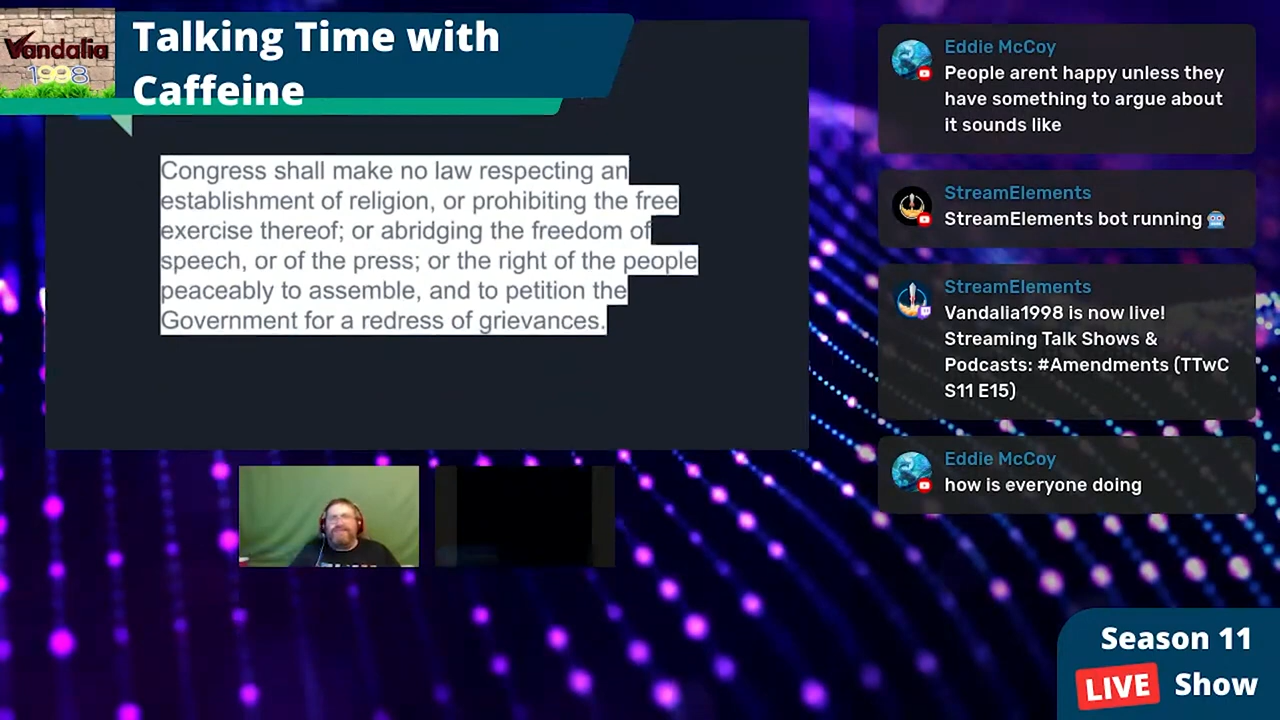 Vandalia
1998
Talking Time with
Caffeine
Congress shall make no law respecting an
establishment of religion, or prohibiting the free
exercise thereof; or abridging the freedom of
speech, or of the press; or the right of the people
peaceably to assemble, and to petition the
Government for a redress of grievances.
Eddie McCoy
People arent happy unless they
have something to argue about
it sounds like
StreamElements
StreamElements bot running
StreamElements
Vandalia1998 is now live!
Streaming Talk Shows &
Podcasts: #Amendments (TTwC
S11 E15)
Eddie McCoy
how is everyone doing
Season 11
LIVE Show